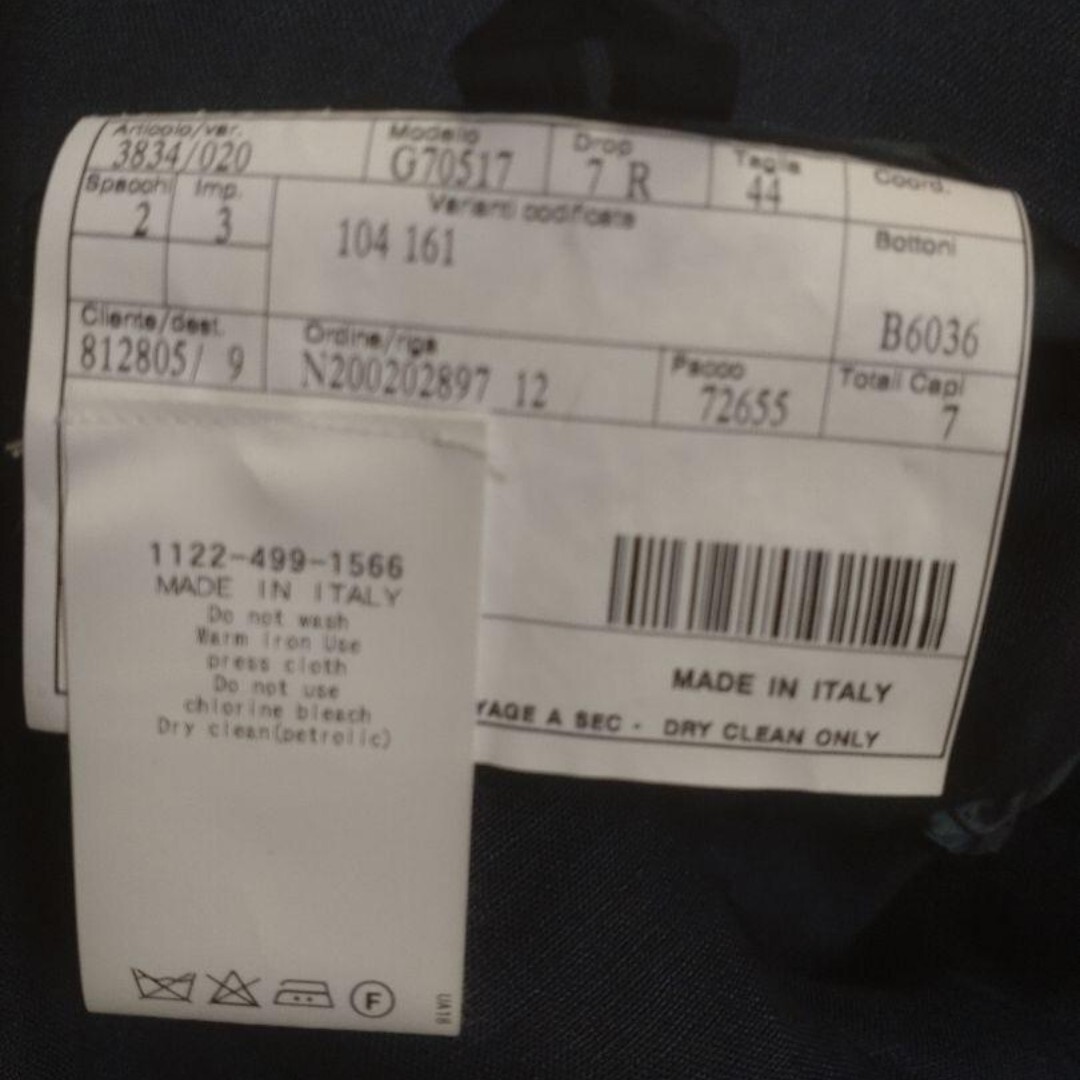 Articolo/var. Modello Drop Taglia Coord.
3834/020 G70517 7 R 44
Spacchi Imp. Varianti codificate Bottoni
2 3 104 161
B6036
Cliente/dest. Ordine/riga Pacco Totali Capi
812805/ 9 N200202897 12 72655 7
1122-499-1566
MADE IN ITALY
Do not wash
Warm iron Use
press cloth
Do not use
chlorine bleach
Dry clean(petrolic)
MADE IN ITALY
YAGE A SEC - DRY CLEAN ONLY
F